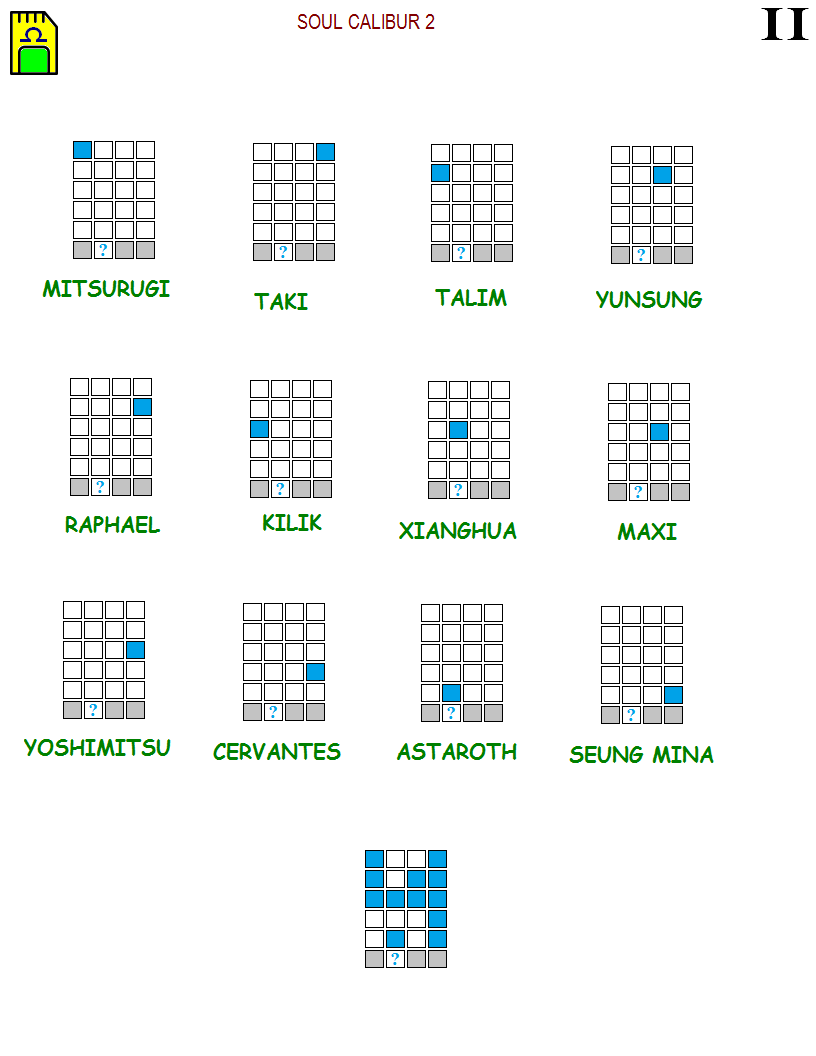 Ω
SOUL CALIBUR 2
II
? ? ? ?
MITSURUGI TAKI TALIM YUNSUNG
? ? ? ?
RAPHAEL KILIK XIANGHUA MAXI
? ? ? ?
YOSHIMITSU CERVANTES ASTAROTH SEUNG MINA
?